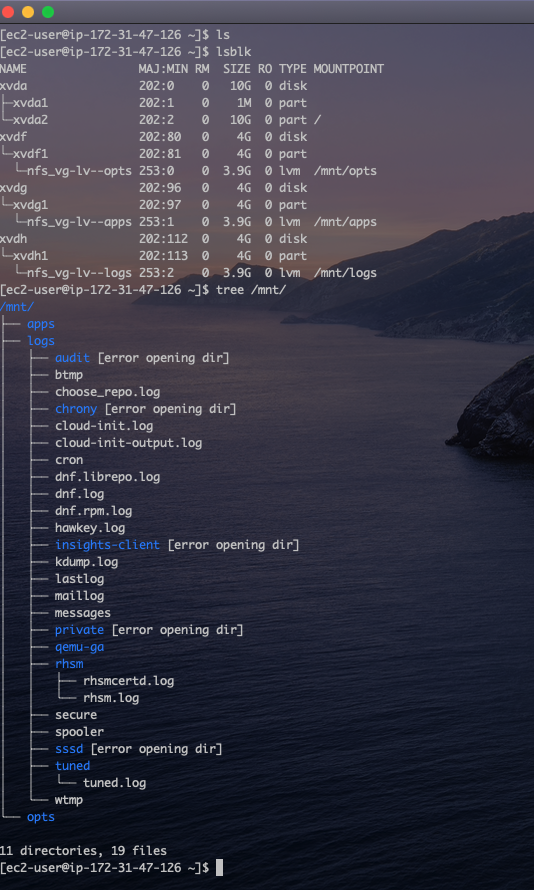 [ec2-user@ip-172-31-47-126 ~]$ ls
[ec2-user@ip-172-31-47-126 ~]$ lsblk
NAME                MAJ:MIN RM  SIZE RO TYPE MOUNTPOINT
xvda                202:0    0   10G  0 disk
├─xvda1             202:1    0    1M  0 part
└─xvda2             202:2    0   10G  0 part /
xvdf                202:80   0    4G  0 disk
└─xvdf1             202:81   0    4G  0 part
  └─nfs_vg-lv--opts 253:0    0  3.9G  0 lvm  /mnt/opts
xvdg                202:96   0    4G  0 disk
└─xvdg1             202:97   0    4G  0 part
  └─nfs_vg-lv--apps 253:1    0  3.9G  0 lvm  /mnt/apps
xvdh                202:112  0    4G  0 disk
└─xvdh1             202:113  0    4G  0 part
  └─nfs_vg-lv--logs 253:2    0  3.9G  0 lvm  /mnt/logs
[ec2-user@ip-172-31-47-126 ~]$ tree /mnt/
/mnt/
├── apps
├── logs
│   ├── audit [error opening dir]
│   ├── btmp
│   ├── choose_repo.log
│   ├── chrony [error opening dir]
│   ├── cloud-init.log
│   ├── cloud-init-output.log
│   ├── cron
│   ├── dnf.librepo.log
│   ├── dnf.log
│   ├── dnf.rpm.log
│   ├── hawkey.log
│   ├── insights-client [error opening dir]
│   ├── kdump.log
│   ├── lastlog
│   ├── maillog
│   ├── messages
│   ├── private [error opening dir]
│   ├── qemu-ga
│   ├── rhsm
│   │   ├── rhsmcertd.log
│   │   └── rhsm.log
│   ├── secure
│   ├── spooler
│   ├── sssd [error opening dir]
│   ├── tuned
│   │   └── tuned.log
│   └── wtmp
└── opts
11 directories, 19 files
[ec2-user@ip-172-31-47-126 ~]$